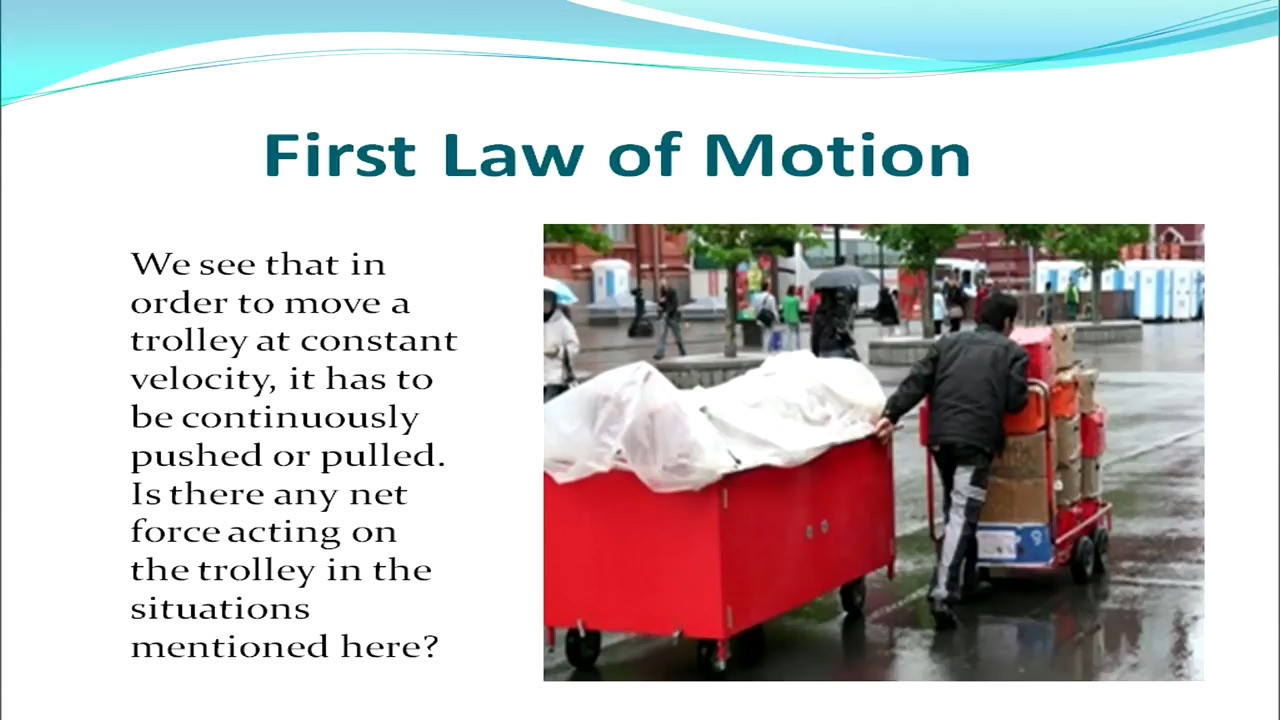 First Law of Motion
We see that in
order to move a
trolley at constant
velocity, it has to
be continuously
pushed or pulled.
Is there any net
force acting on
the trolley in the
situations
mentioned here?